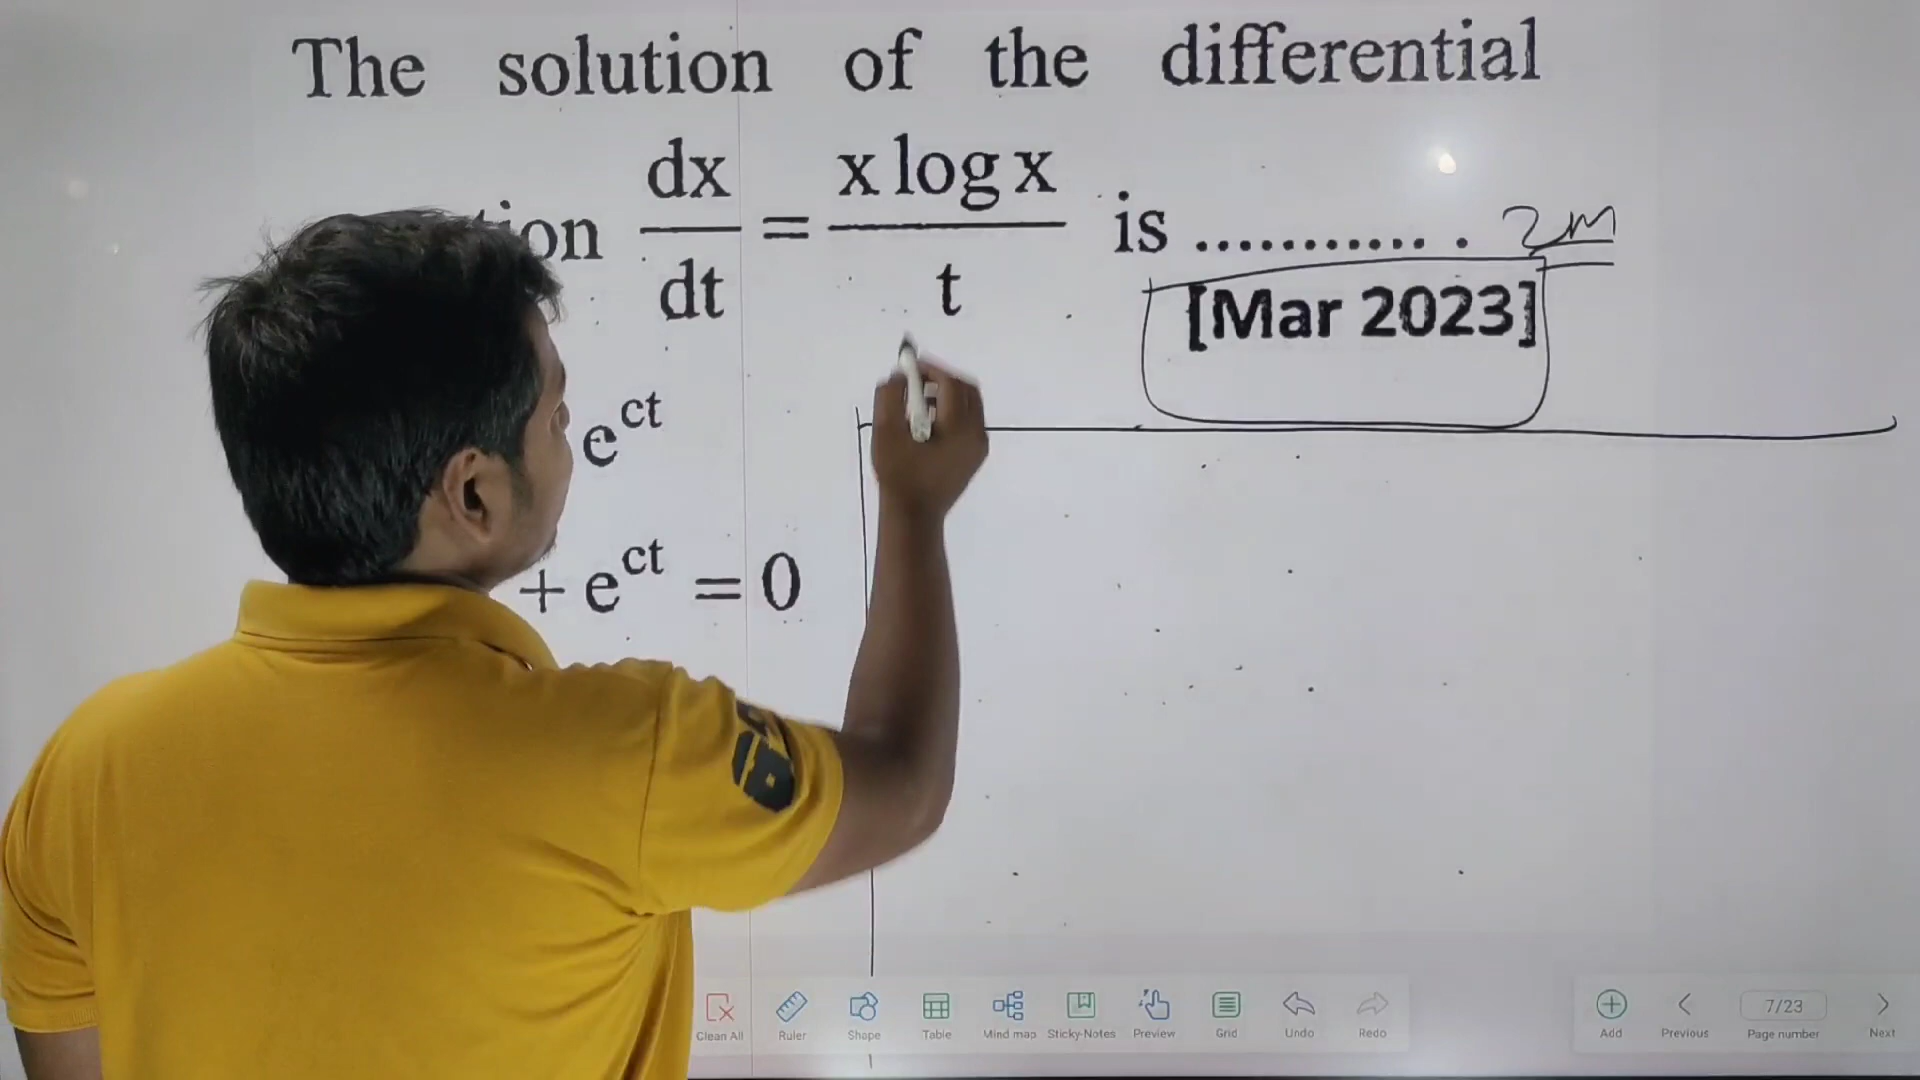 The solution of the differential
dx/dt = x log x / t is ............ 2M
[Mar 2023]
e^ct
+ e^ct = 0
Clean All Ruler Shape Table Mind map Sticky-Notes Preview Grid Undo Redo Add Previous 7/23 Page number Next